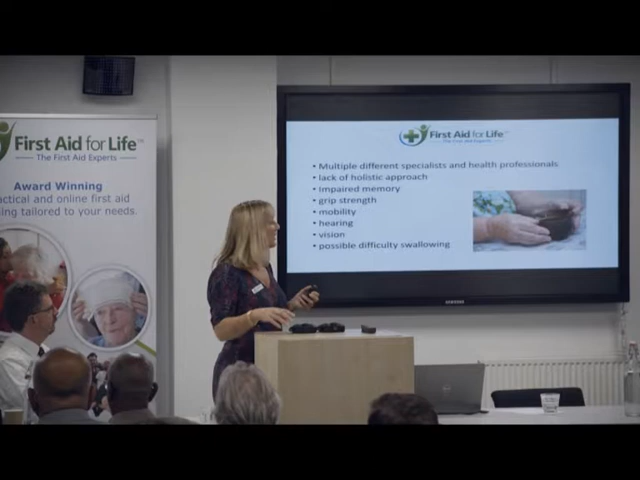 First Aid for Life
The First Aid Experts
Award Winning
actical and online first aid
ing tailored to your needs.
First Aid for Life
• Multiple different specialists and health professionals
• lack of holistic approach
• impaired memory
• grip strength
• mobility
• hearing
• vision
• possible difficulty swallowing
SAMSUNG